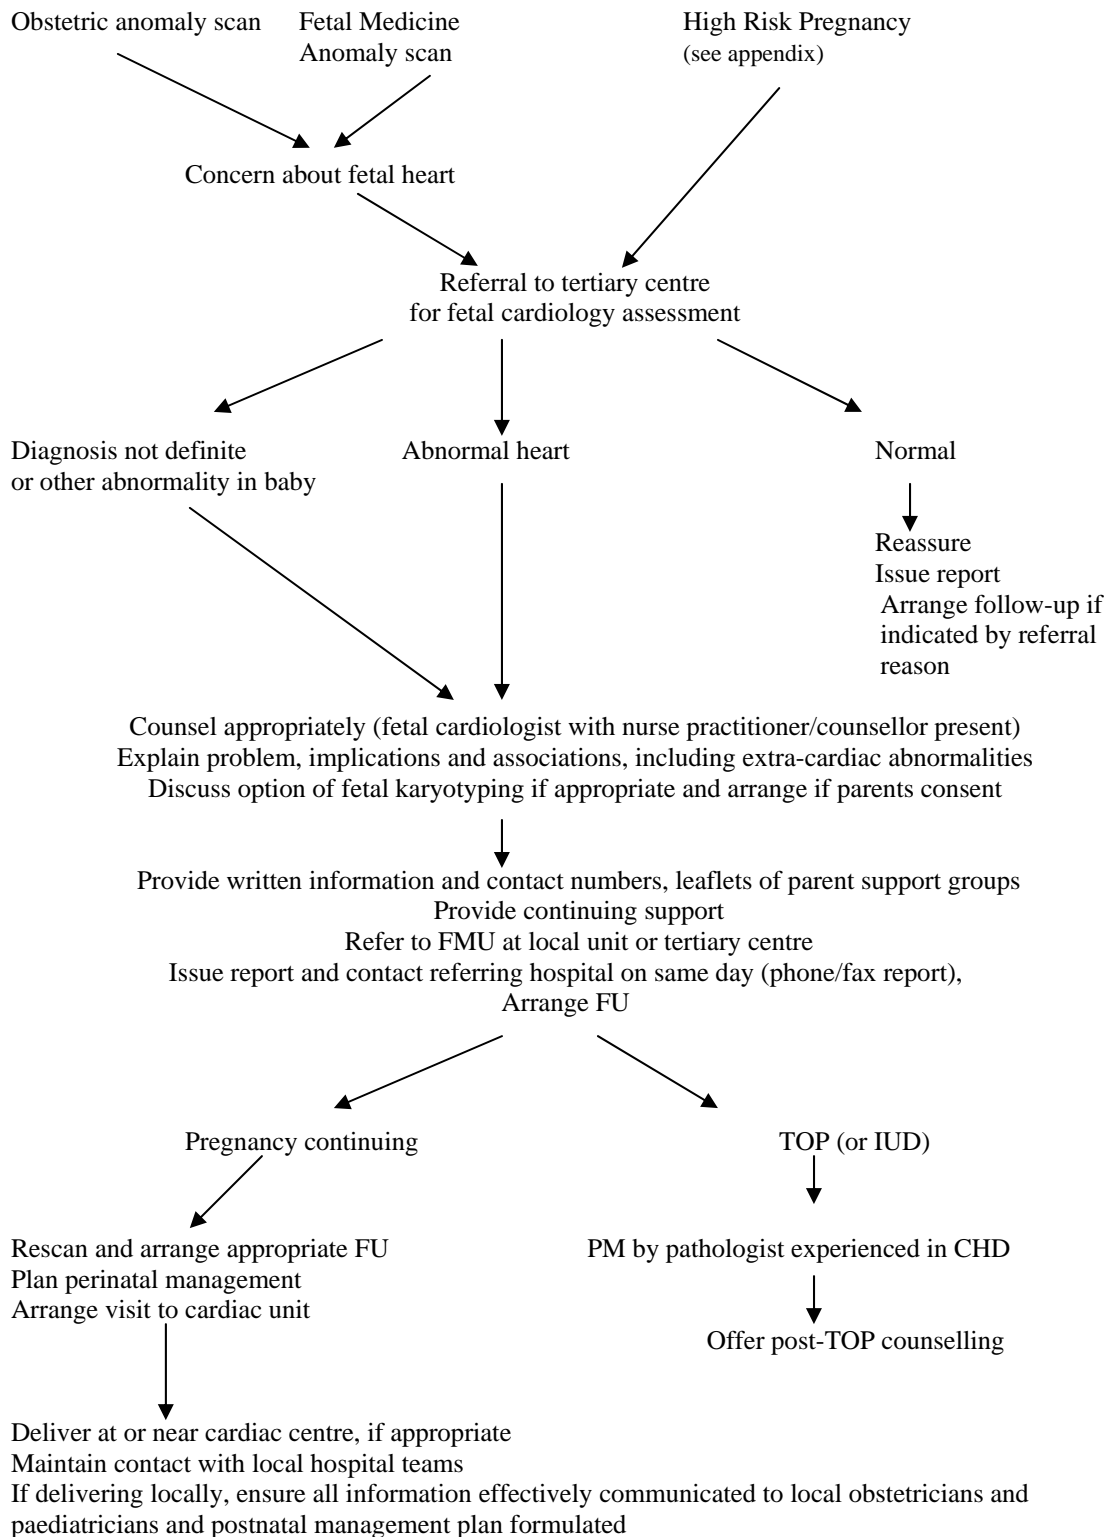 Obstetric anomaly scan
Fetal Medicine
Anomaly scan
High Risk Pregnancy
(see appendix)
Concern about fetal heart
Referral to tertiary centre
for fetal cardiology assessment
Diagnosis not definite
or other abnormality in baby
Abnormal heart
Normal
Reassure
Issue report
Arrange follow-up if
indicated by referral
reason
Counsel appropriately (fetal cardiologist with nurse practitioner/counsellor present)
Explain problem, implications and associations, including extra-cardiac abnormalities
Discuss option of fetal karyotyping if appropriate and arrange if parents consent
Provide written information and contact numbers, leaflets of parent support groups
Provide continuing support
Refer to FMU at local unit or tertiary centre
Issue report and contact referring hospital on same day (phone/fax report),
Arrange FU
Pregnancy continuing
TOP (or IUD)
Rescan and arrange appropriate FU
Plan perinatal management
Arrange visit to cardiac unit
PM by pathologist experienced in CHD
Offer post-TOP counselling
Deliver at or near cardiac centre, if appropriate
Maintain contact with local hospital teams
If delivering locally, ensure all information effectively communicated to local obstetricians and
paediatricians and postnatal management plan formulated